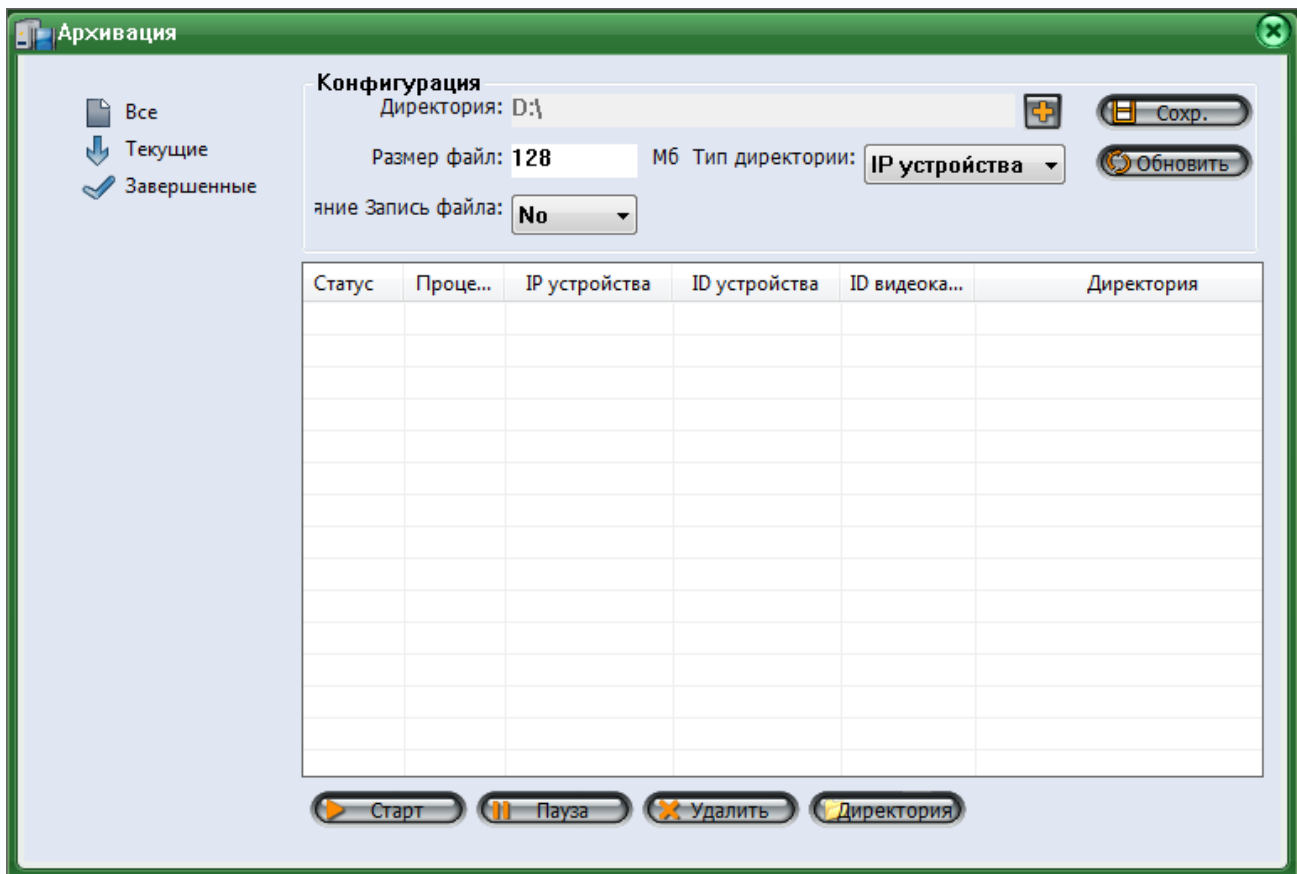 Архивация
Все
Текущие
Завершенные
Конфигурация
Директория: D:\
Сохр.
Размер файл: 128 Мб Тип директории: IP устройства
Обновить
яние Запись файла: No
Статус Проце... IP устройства ID устройства ID видеока... Директория
Старт Пауза Удалить Директория